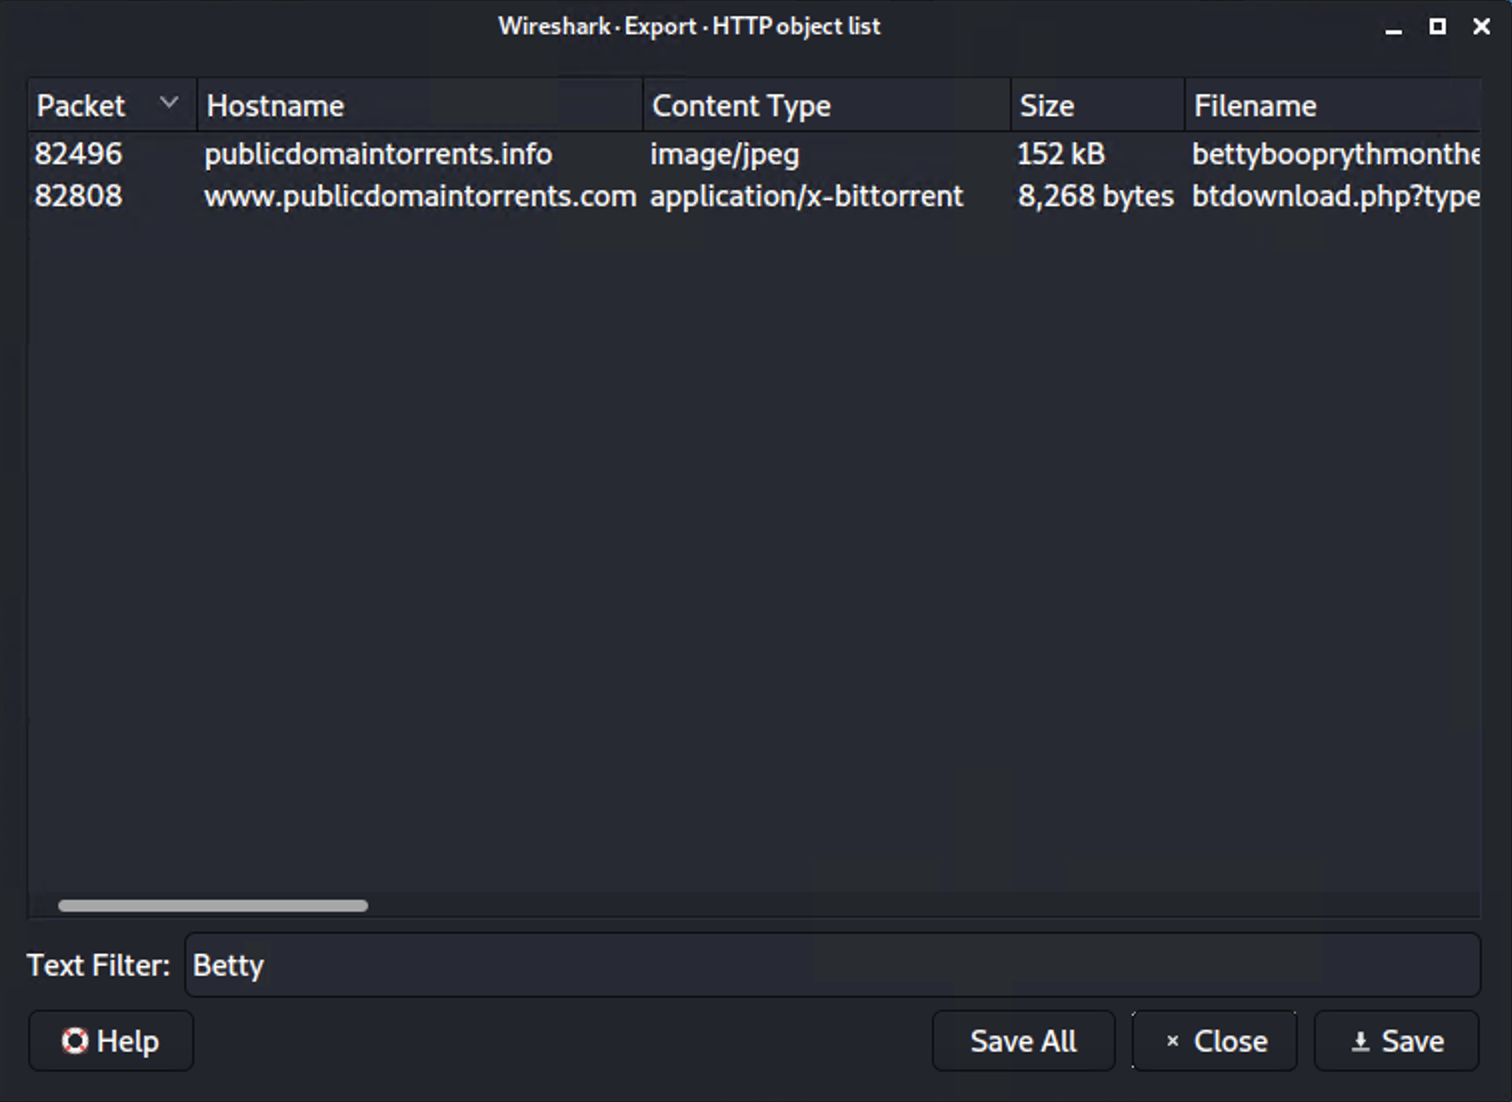 Wireshark · Export · HTTP object list
Packet Hostname Content Type Size Filename
82496 publicdomaintorrents.info image/jpeg 152 kB bettybooprythmonthe
82808 www.publicdomaintorrents.com application/x-bittorrent 8,268 bytes btdownload.php?type
Text Filter: Betty
Help Save All Close Save